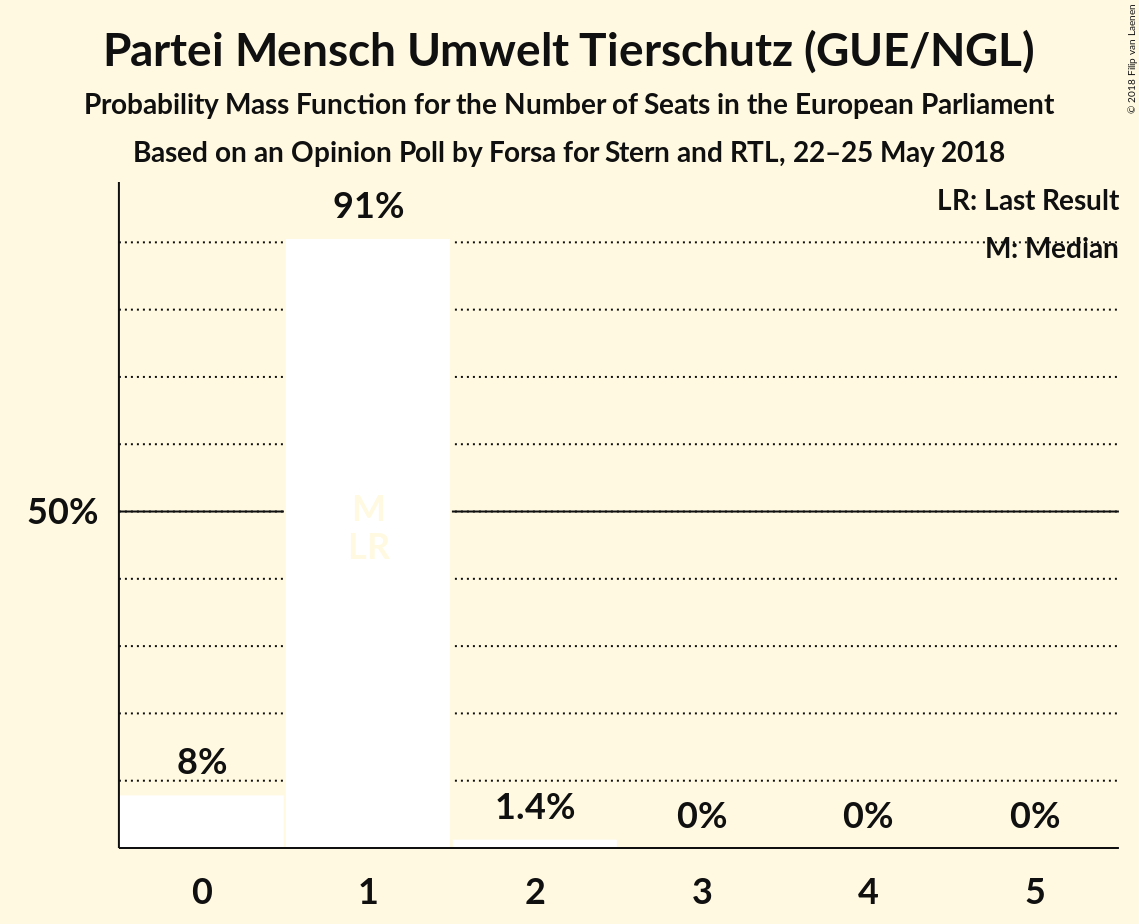 Partei Mensch Umwelt Tierschutz (GUE/NGL)
Probability Mass Function for the Number of Seats in the European Parliament
Based on an Opinion Poll by Forsa for Stern and RTL, 22–25 May 2018
© 2018 Filip van Laenen
LR: Last Result
M: Median
91%
50%
M
LR
8%
1.4%
0%
0%
0%
0
1
2
3
4
5